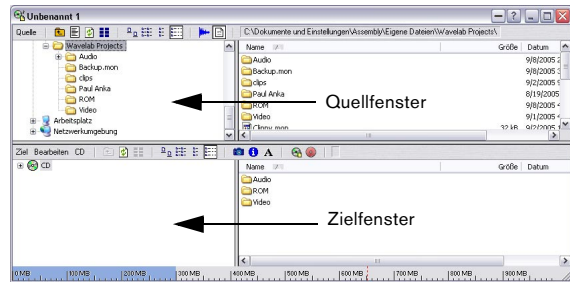 Unbenannt 1
Quelle
C:\Dokumente und Einstellungen\Assembly\Eigene Dateien\Wavelab Projects\
Wavelab Projects
Audio
Backup.mon
clips
Paul Anka
ROM
Video
Arbeitsplatz
Netzwerkumgebung
Name Größe Datum
Audio 9/8/2005
Backup.mon 9/8/2005
clips 9/2/2005
Paul Anka 8/19/2005
ROM 9/8/2005
Video 9/1/2005
Clippy.mon 32 kB 9/2/2005
Quellfenster
Ziel Bearbeiten CD
CD
Name Größe Datum
Audio
ROM
Video
Zielfenster
0 MB 100 MB 200 MB 300 MB 400 MB 500 MB 600 MB 700 MB 800 MB 900 MB